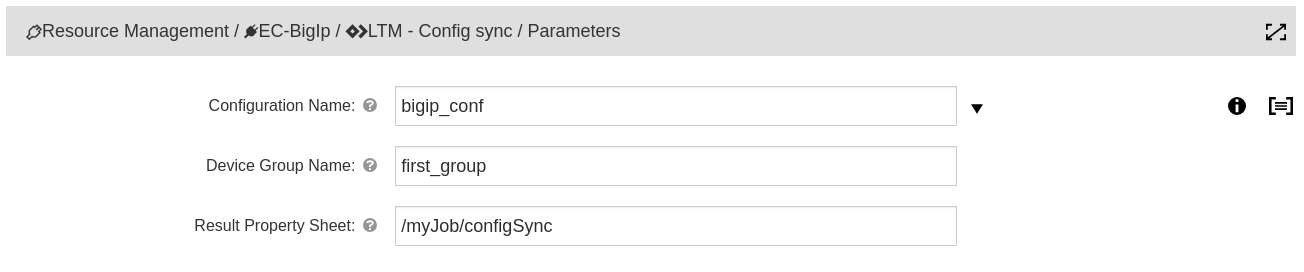 Resource Management / EC-BigIp / LTM - Config sync / Parameters
Configuration Name: bigip_conf
Device Group Name: first_group
Result Property Sheet: /myJob/configSync